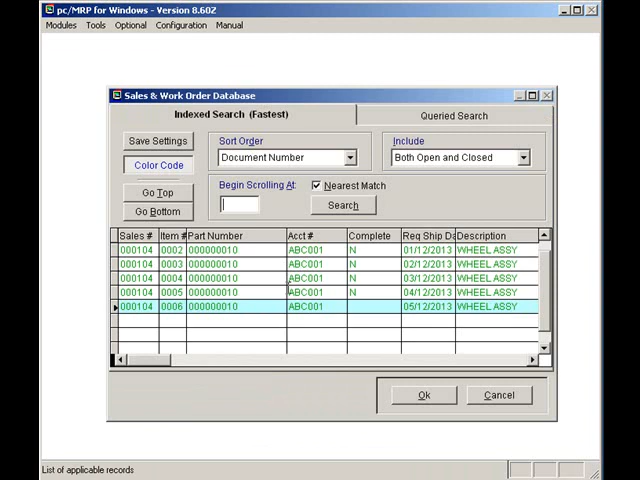 pc/MRP for Windows - Version 8.60Z
Modules Tools Optional Configuration Manual
Sales & Work Order Database
Indexed Search (Fastest) Queried Search
Save Settings
Color Code
Go Top
Go Bottom
Sort Order
Document Number
Include
Both Open and Closed
Begin Scrolling At: Nearest Match
Search
Sales # Item # Part Number Acct # Complete Req Ship Da Description
000104 0002 000000010 ABC001 N 01/12/2013 WHEEL ASSY
000104 0003 000000010 ABC001 N 02/12/2013 WHEEL ASSY
000104 0004 000000010 ABC001 N 03/12/2013 WHEEL ASSY
000104 0005 000000010 ABC001 N 04/12/2013 WHEEL ASSY
000104 0006 000000010 ABC001 05/12/2013 WHEEL ASSY
Ok Cancel
List of applicable records